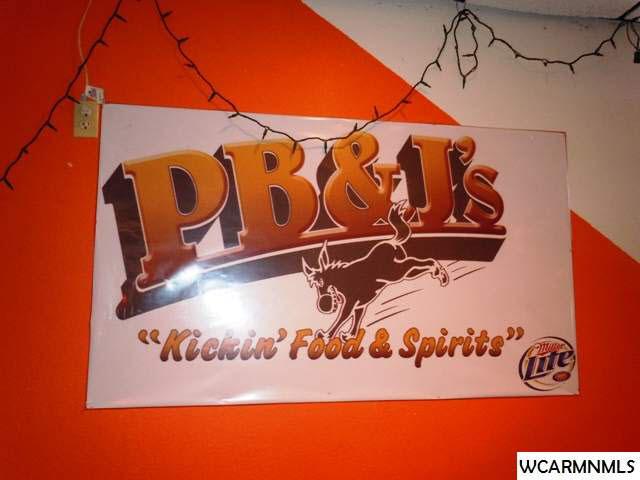 PB&J's
"Kickin' Food & Spirits"
Miller
Lite
WCARMNMLS